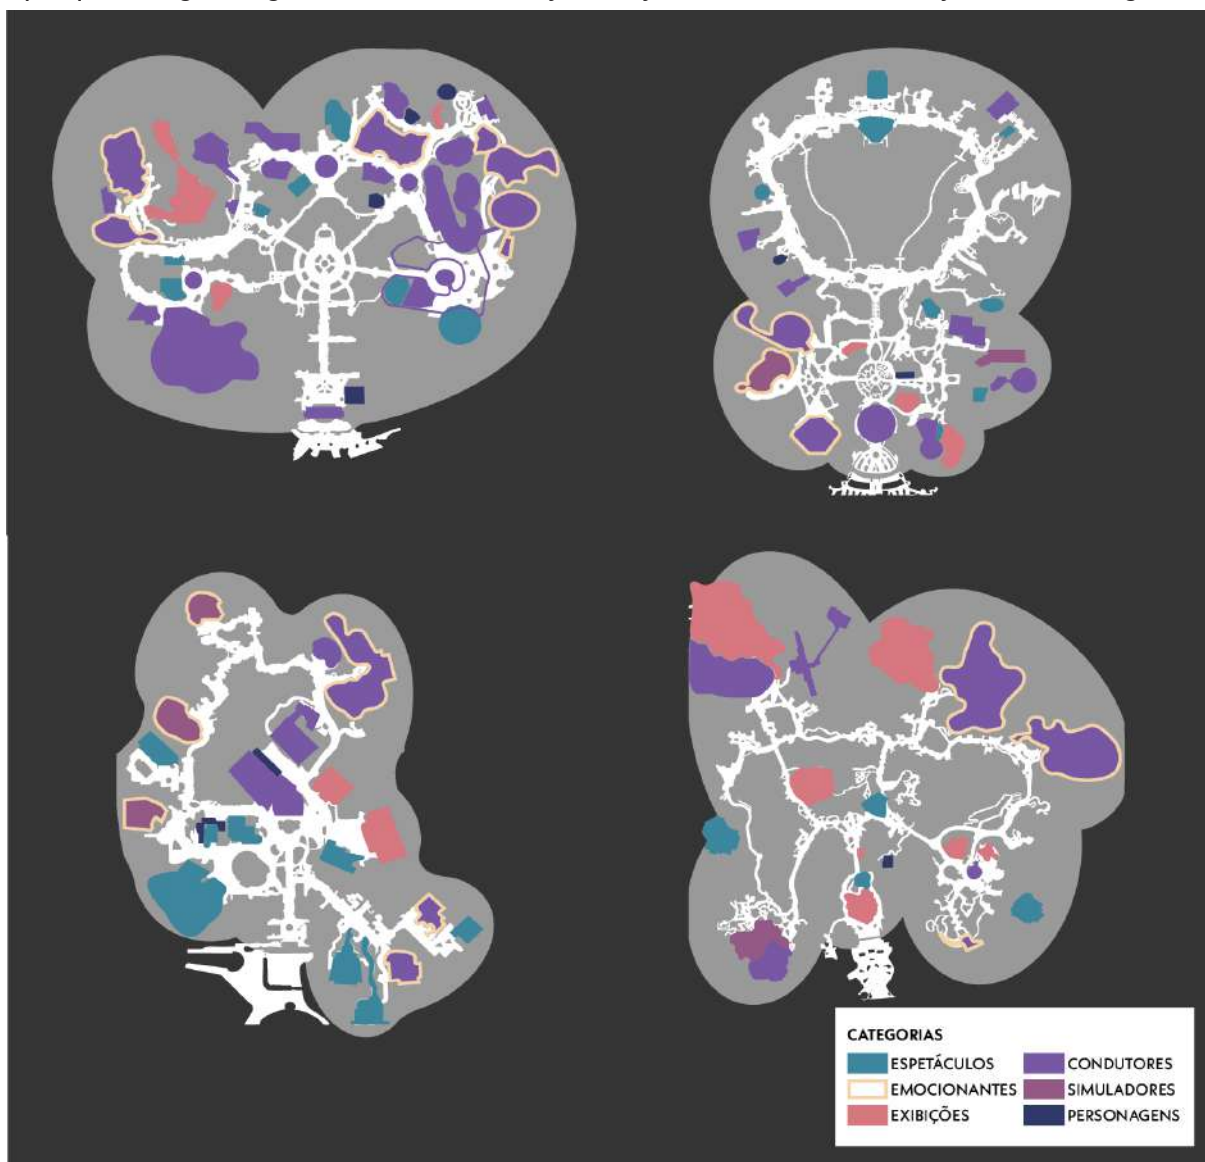 CATEGORIAS
ESPETÁCULOS
EMOCIONANTES
EXIBIÇÕES
CONDUTORES
SIMULADORES
PERSONAGENS